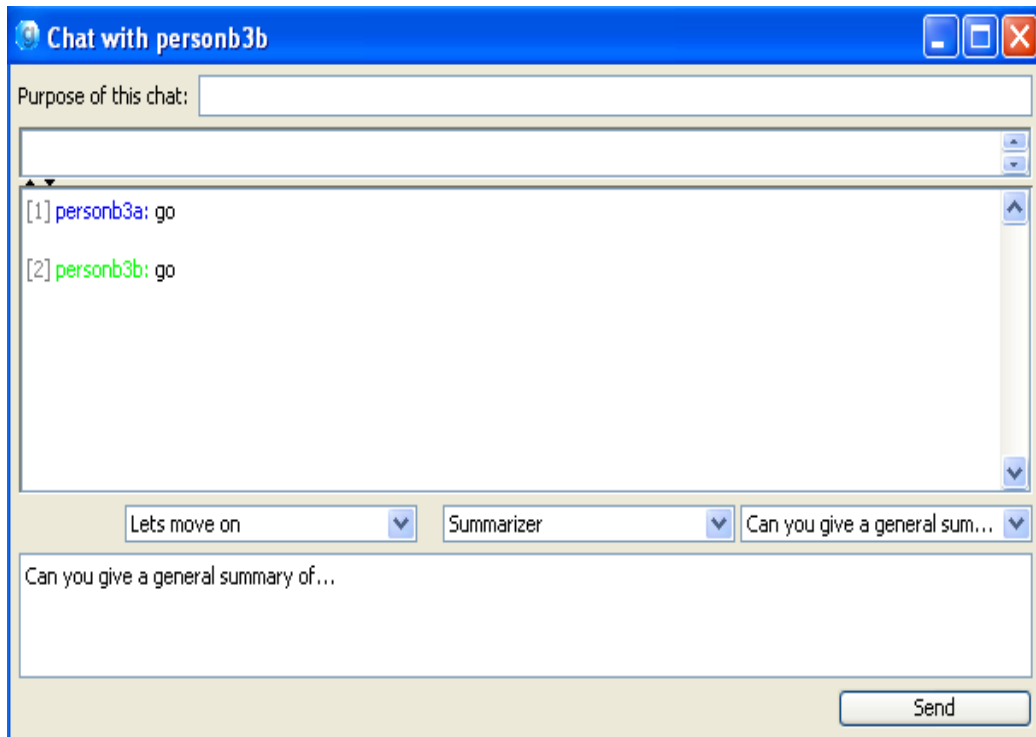 Chat with personb3b
Purpose of this chat:
[1] personb3a: go
[2] personb3b: go
Lets move on Summarizer Can you give a general sum...
Can you give a general summary of...
Send